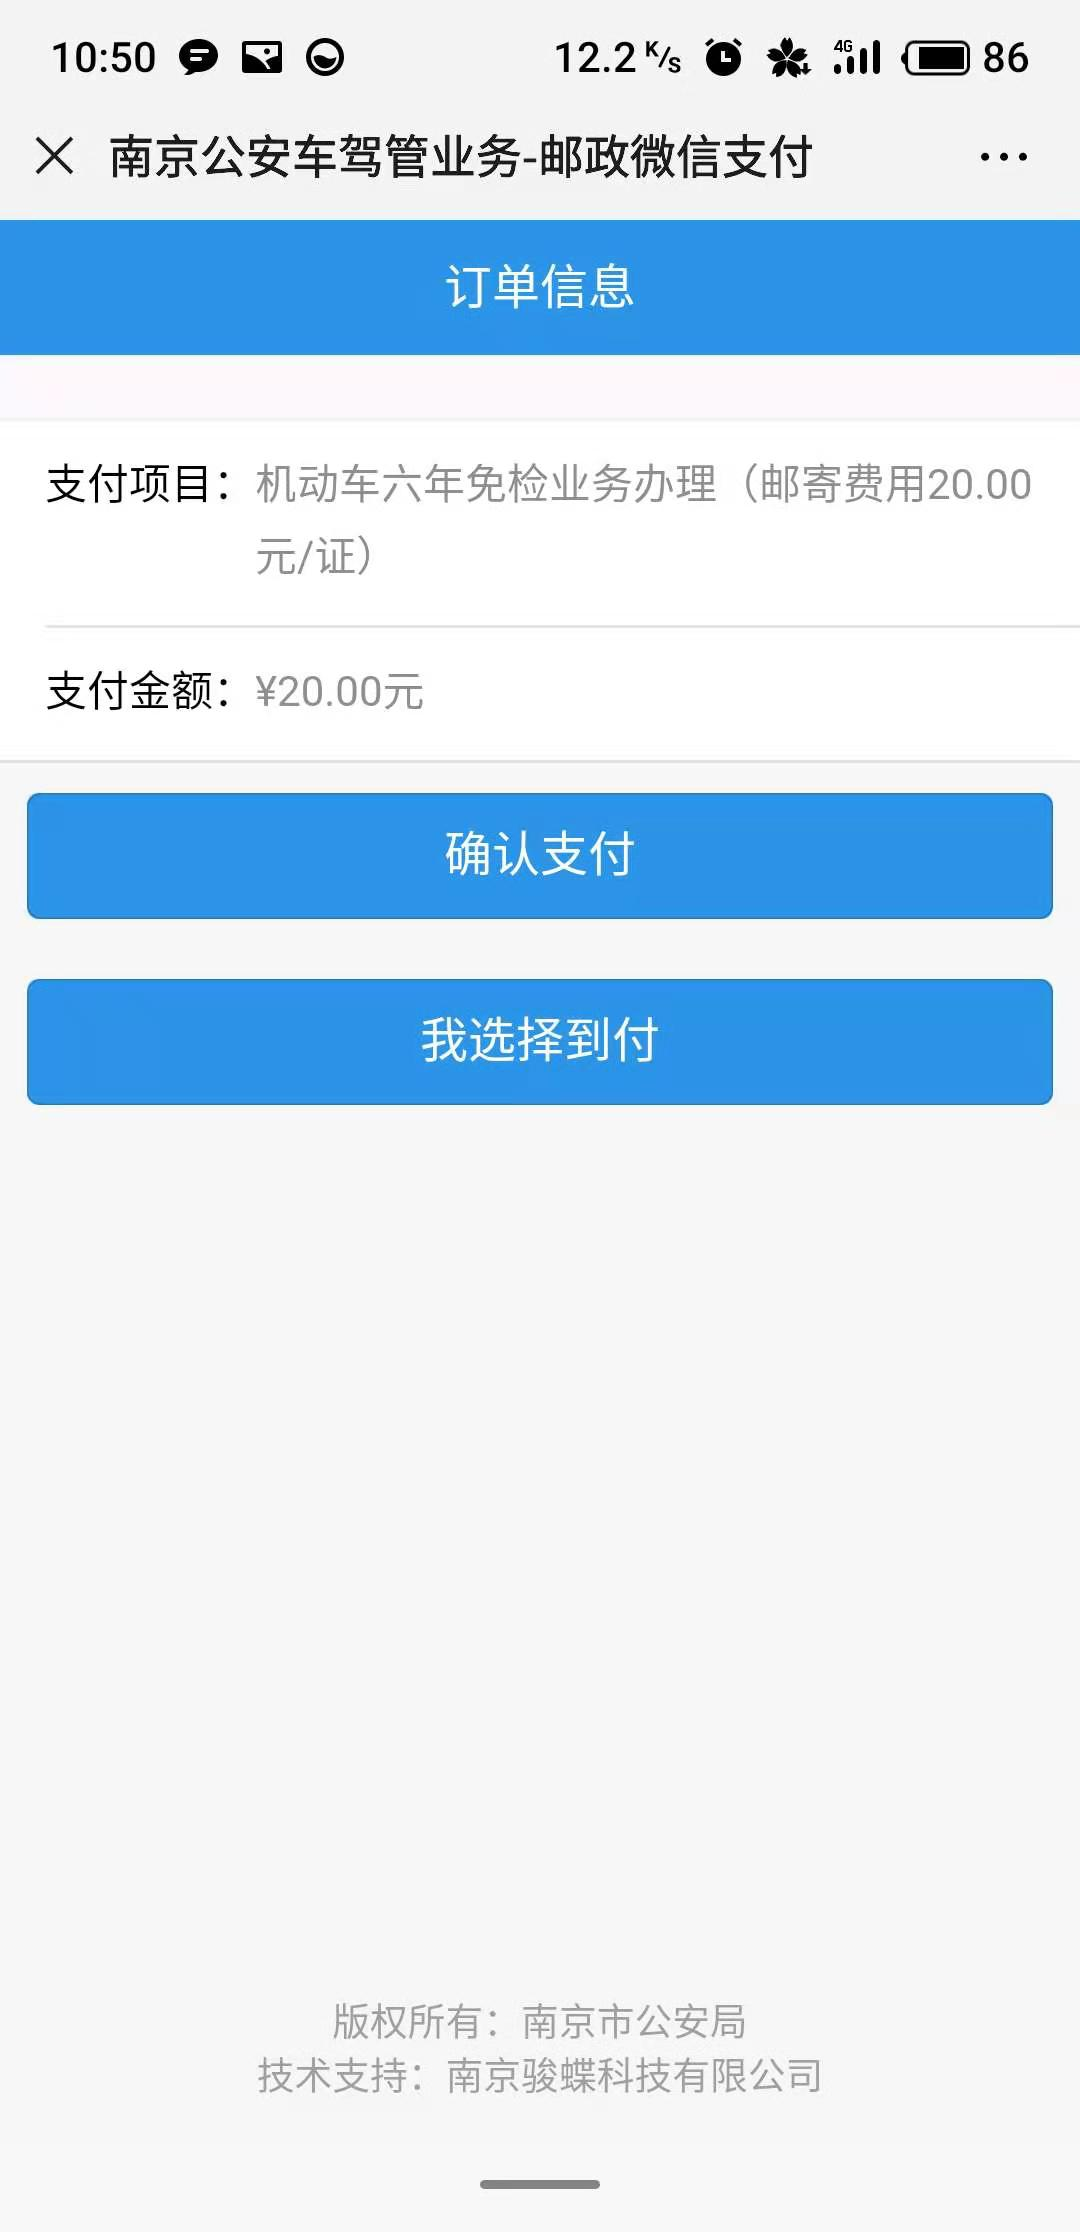 10:50 12.2 K/s 4G 86
南京公安车驾管业务-邮政微信支付
订单信息
支付项目：机动车六年免检业务办理（邮寄费用20.00
元/证）
支付金额：¥20.00元
确认支付
我选择到付
版权所有：南京市公安局
技术支持：南京骏蝶科技有限公司